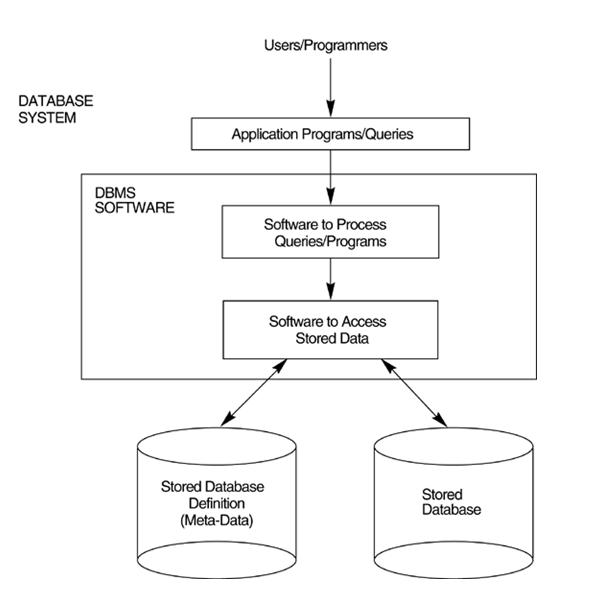 Users/Programmers
DATABASE
SYSTEM
Application Programs/Queries
DBMS
SOFTWARE
Software to Process
Queries/Programs
Software to Access
Stored Data
Stored Database
Definition
(Meta-Data)
Stored
Database